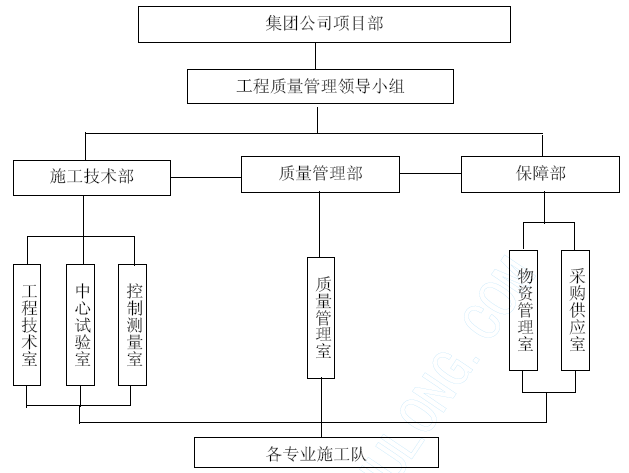 集团公司项目部
工程质量管理领导小组
施工技术部
质量管理部
保障部
工程技术室
中心试验室
控制测量室
质量管理室
物资管理室
采购供应室
各专业施工队